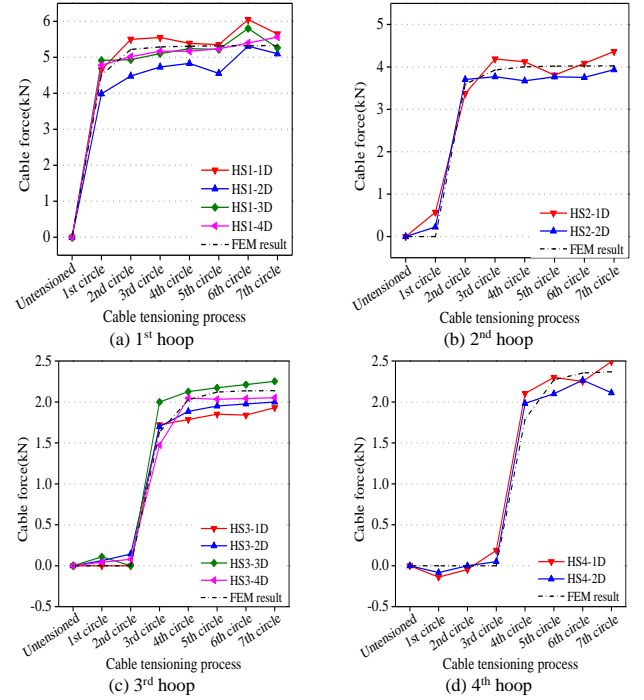 6
5
4
3
2
1
0
Cable force(kN)
HS1-1D
HS1-2D
HS1-3D
HS1-4D
FEM result
Untensioned
1st circle
2nd circle
3rd circle
4th circle
5th circle
6th circle
7th circle
Cable tensioning process
(a) 1st hoop
5
4
3
2
1
0
Cable force(kN)
HS2-1D
HS2-2D
FEM result
Untensioned
1st circle
2nd circle
3rd circle
4th circle
5th circle
6th circle
7th circle
Cable tensioning process
(b) 2nd hoop
2.5
2.0
1.5
1.0
0.5
0.0
-0.5
Cable force(kN)
HS3-1D
HS3-2D
HS3-3D
HS3-4D
FEM result
Untensioned
1st circle
2nd circle
3rd circle
4th circle
5th circle
6th circle
7th circle
Cable tensioning process
(c) 3rd hoop
2.5
2.0
1.5
1.0
0.5
0.0
-0.5
Cable force(kN)
HS4-1D
HS4-2D
FEM result
Untensioned
1st circle
2nd circle
3rd circle
4th circle
5th circle
6th circle
7th circle
Cable tensioning process
(d) 4th hoop